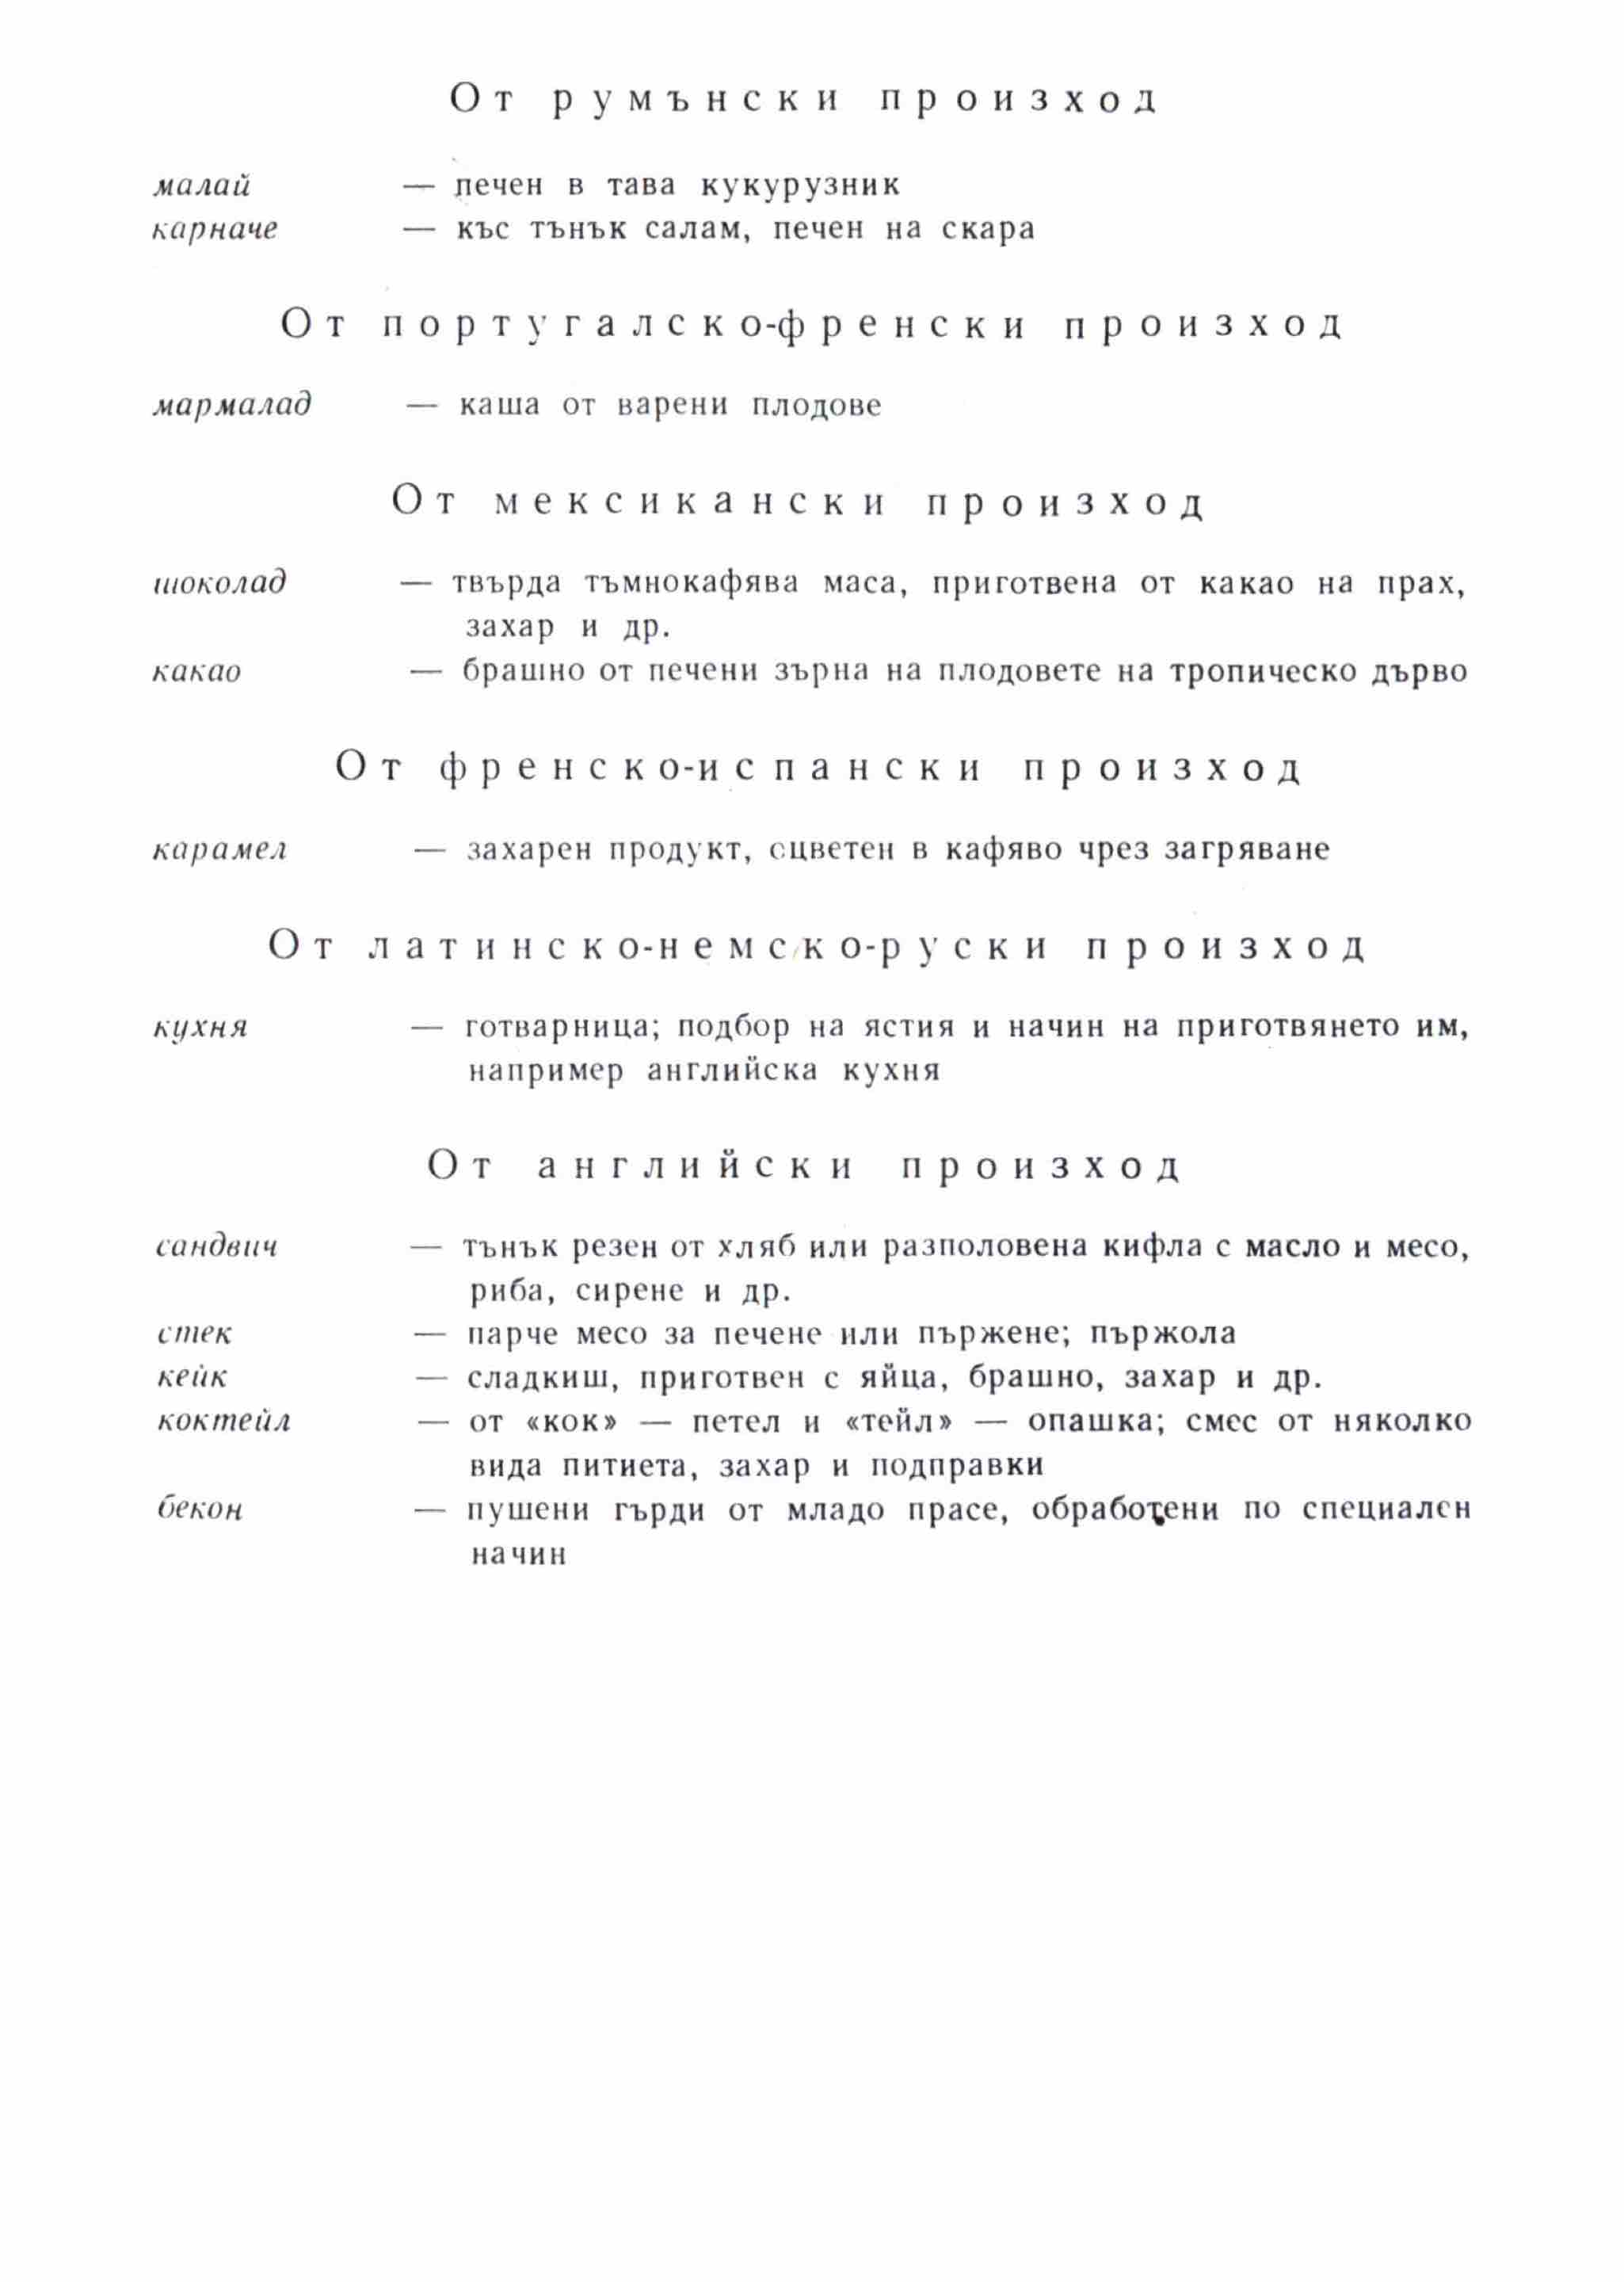 От румънски произход
малай — печен в тава кукурузник
карначе — къс тънък салам, печен на скара
От португалско-френски произход
мармалад — каша от варени плодове
От мексикански произход
шоколад — твърда тъмнокафява маса, приготвена от какао на прах,
захар и др.
какао — брашно от печени зърна на плодовете на тропическо дърво
От френско-испански произход
карамел — захарен продукт, оцветен в кафяво чрез загряване
От латинско-немско-руски произход
кухня — готварница; подбор на ястия и начин на приготвянето им,
например английска кухня
От английски произход
сандвич — тънък резен от хляб или разполовена кифла с масло и месо,
риба, сирене и др.
стек — парче месо за печене или пържене; пържола
кейк — сладкиш, приготвен с яйца, брашно, захар и др.
коктейл — от «кок» — петел и «тейл» — опашка; смес от няколко
вида питиета, захар и подправки
бекон — пушени гърди от младо прасе, обработени по специален
начин